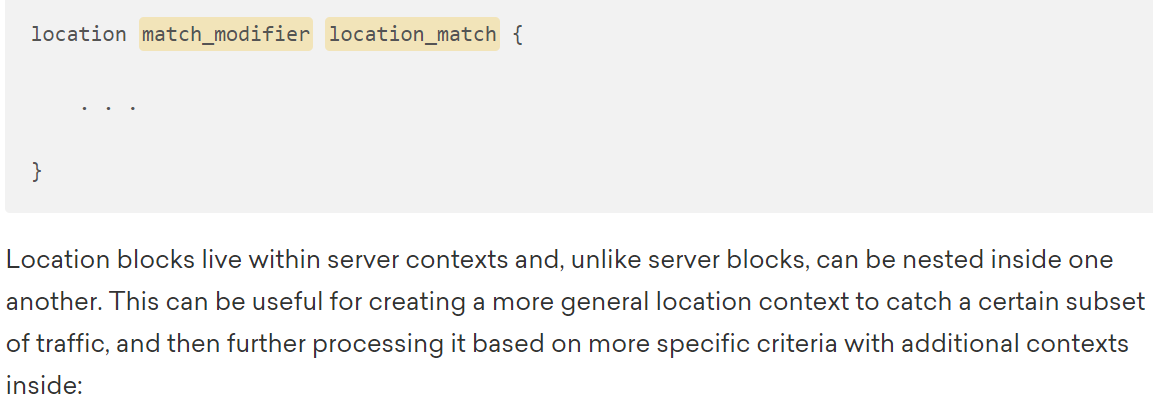 location match_modifier location_match {
. . .
}
Location blocks live within server contexts and, unlike server blocks, can be nested inside one
another. This can be useful for creating a more general location context to catch a certain subset
of traffic, and then further processing it based on more specific criteria with additional contexts
inside: